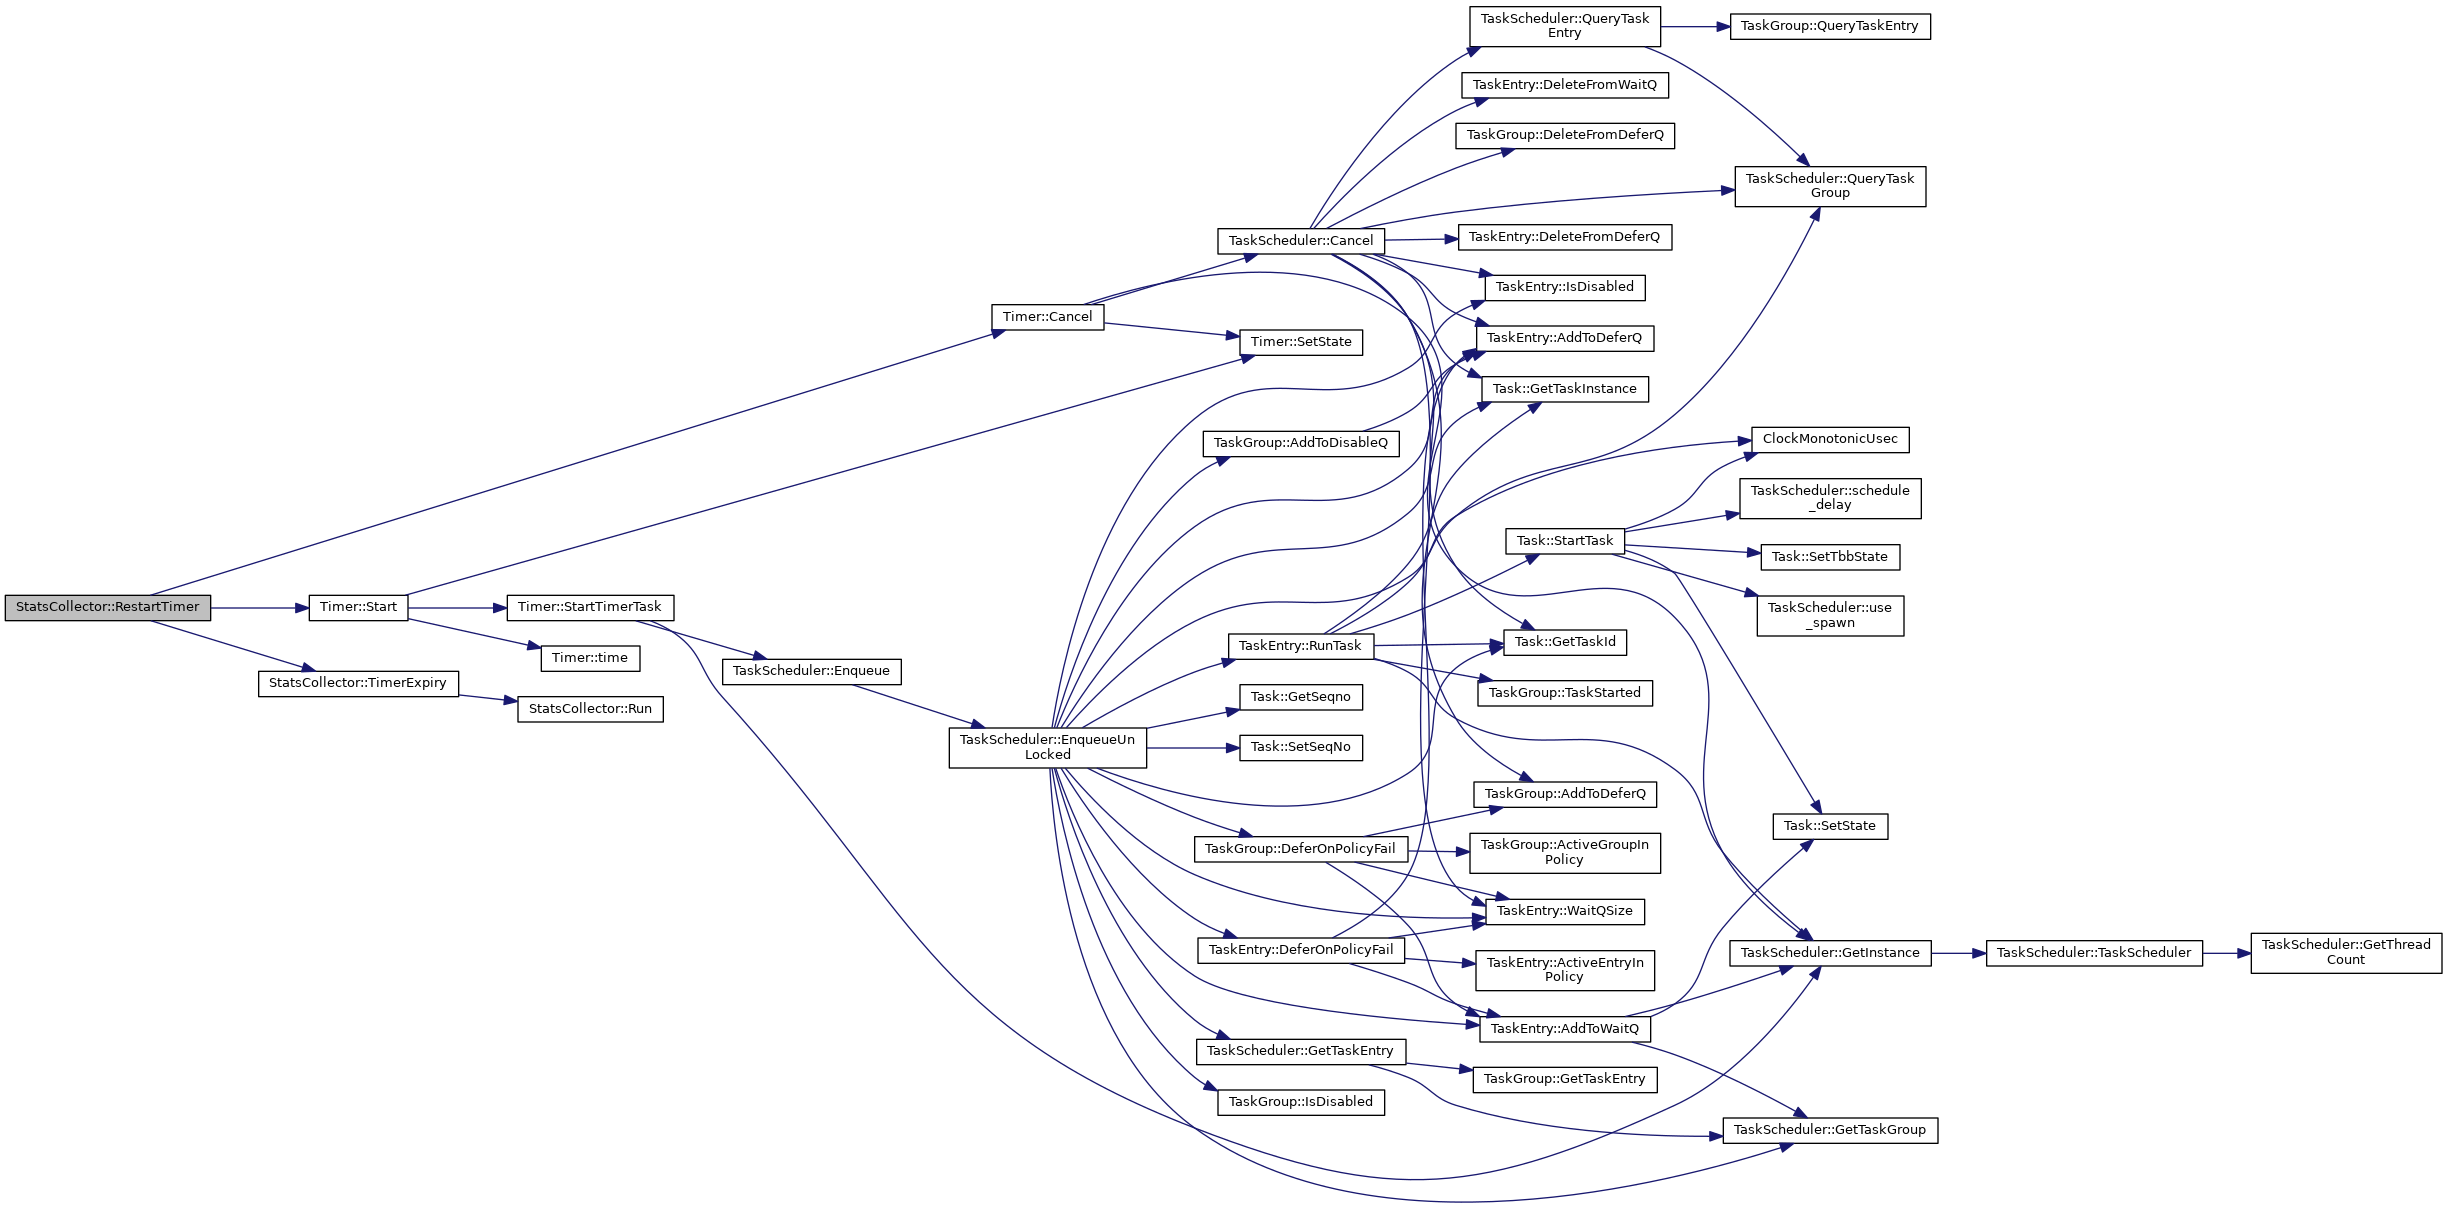 StatsCollector::RestartTimer
Timer::Start
StatsCollector::TimerExpiry
Timer::StartTimerTask
Timer::time
StatsCollector::Run
TaskScheduler::Enqueue
Timer::Cancel
TaskScheduler::EnqueueUn
Locked
TaskScheduler::Cancel
Timer::SetState
TaskGroup::AddToDisableQ
TaskEntry::RunTask
Task::GetSeqno
Task::SetSeqNo
TaskGroup::DeferOnPolicyFail
TaskEntry::DeferOnPolicyFail
TaskScheduler::GetTaskEntry
TaskGroup::IsDisabled
TaskScheduler::QueryTask
Entry
TaskEntry::DeleteFromWaitQ
TaskGroup::DeleteFromDeferQ
TaskEntry::DeleteFromDeferQ
TaskEntry::IsDisabled
TaskEntry::AddToDeferQ
Task::GetTaskInstance
Task::StartTask
Task::GetTaskId
TaskGroup::TaskStarted
TaskGroup::AddToDeferQ
TaskGroup::ActiveGroupIn
Policy
TaskEntry::WaitQSize
TaskEntry::ActiveEntryIn
Policy
TaskEntry::AddToWaitQ
TaskGroup::GetTaskEntry
TaskGroup::QueryTaskEntry
TaskScheduler::QueryTask
Group
ClockMonotonicUsec
TaskScheduler::schedule
_delay
Task::SetTbbState
TaskScheduler::use
_spawn
Task::SetState
TaskScheduler::GetInstance
TaskScheduler::GetTaskGroup
TaskScheduler::TaskScheduler
TaskScheduler::GetThread
Count